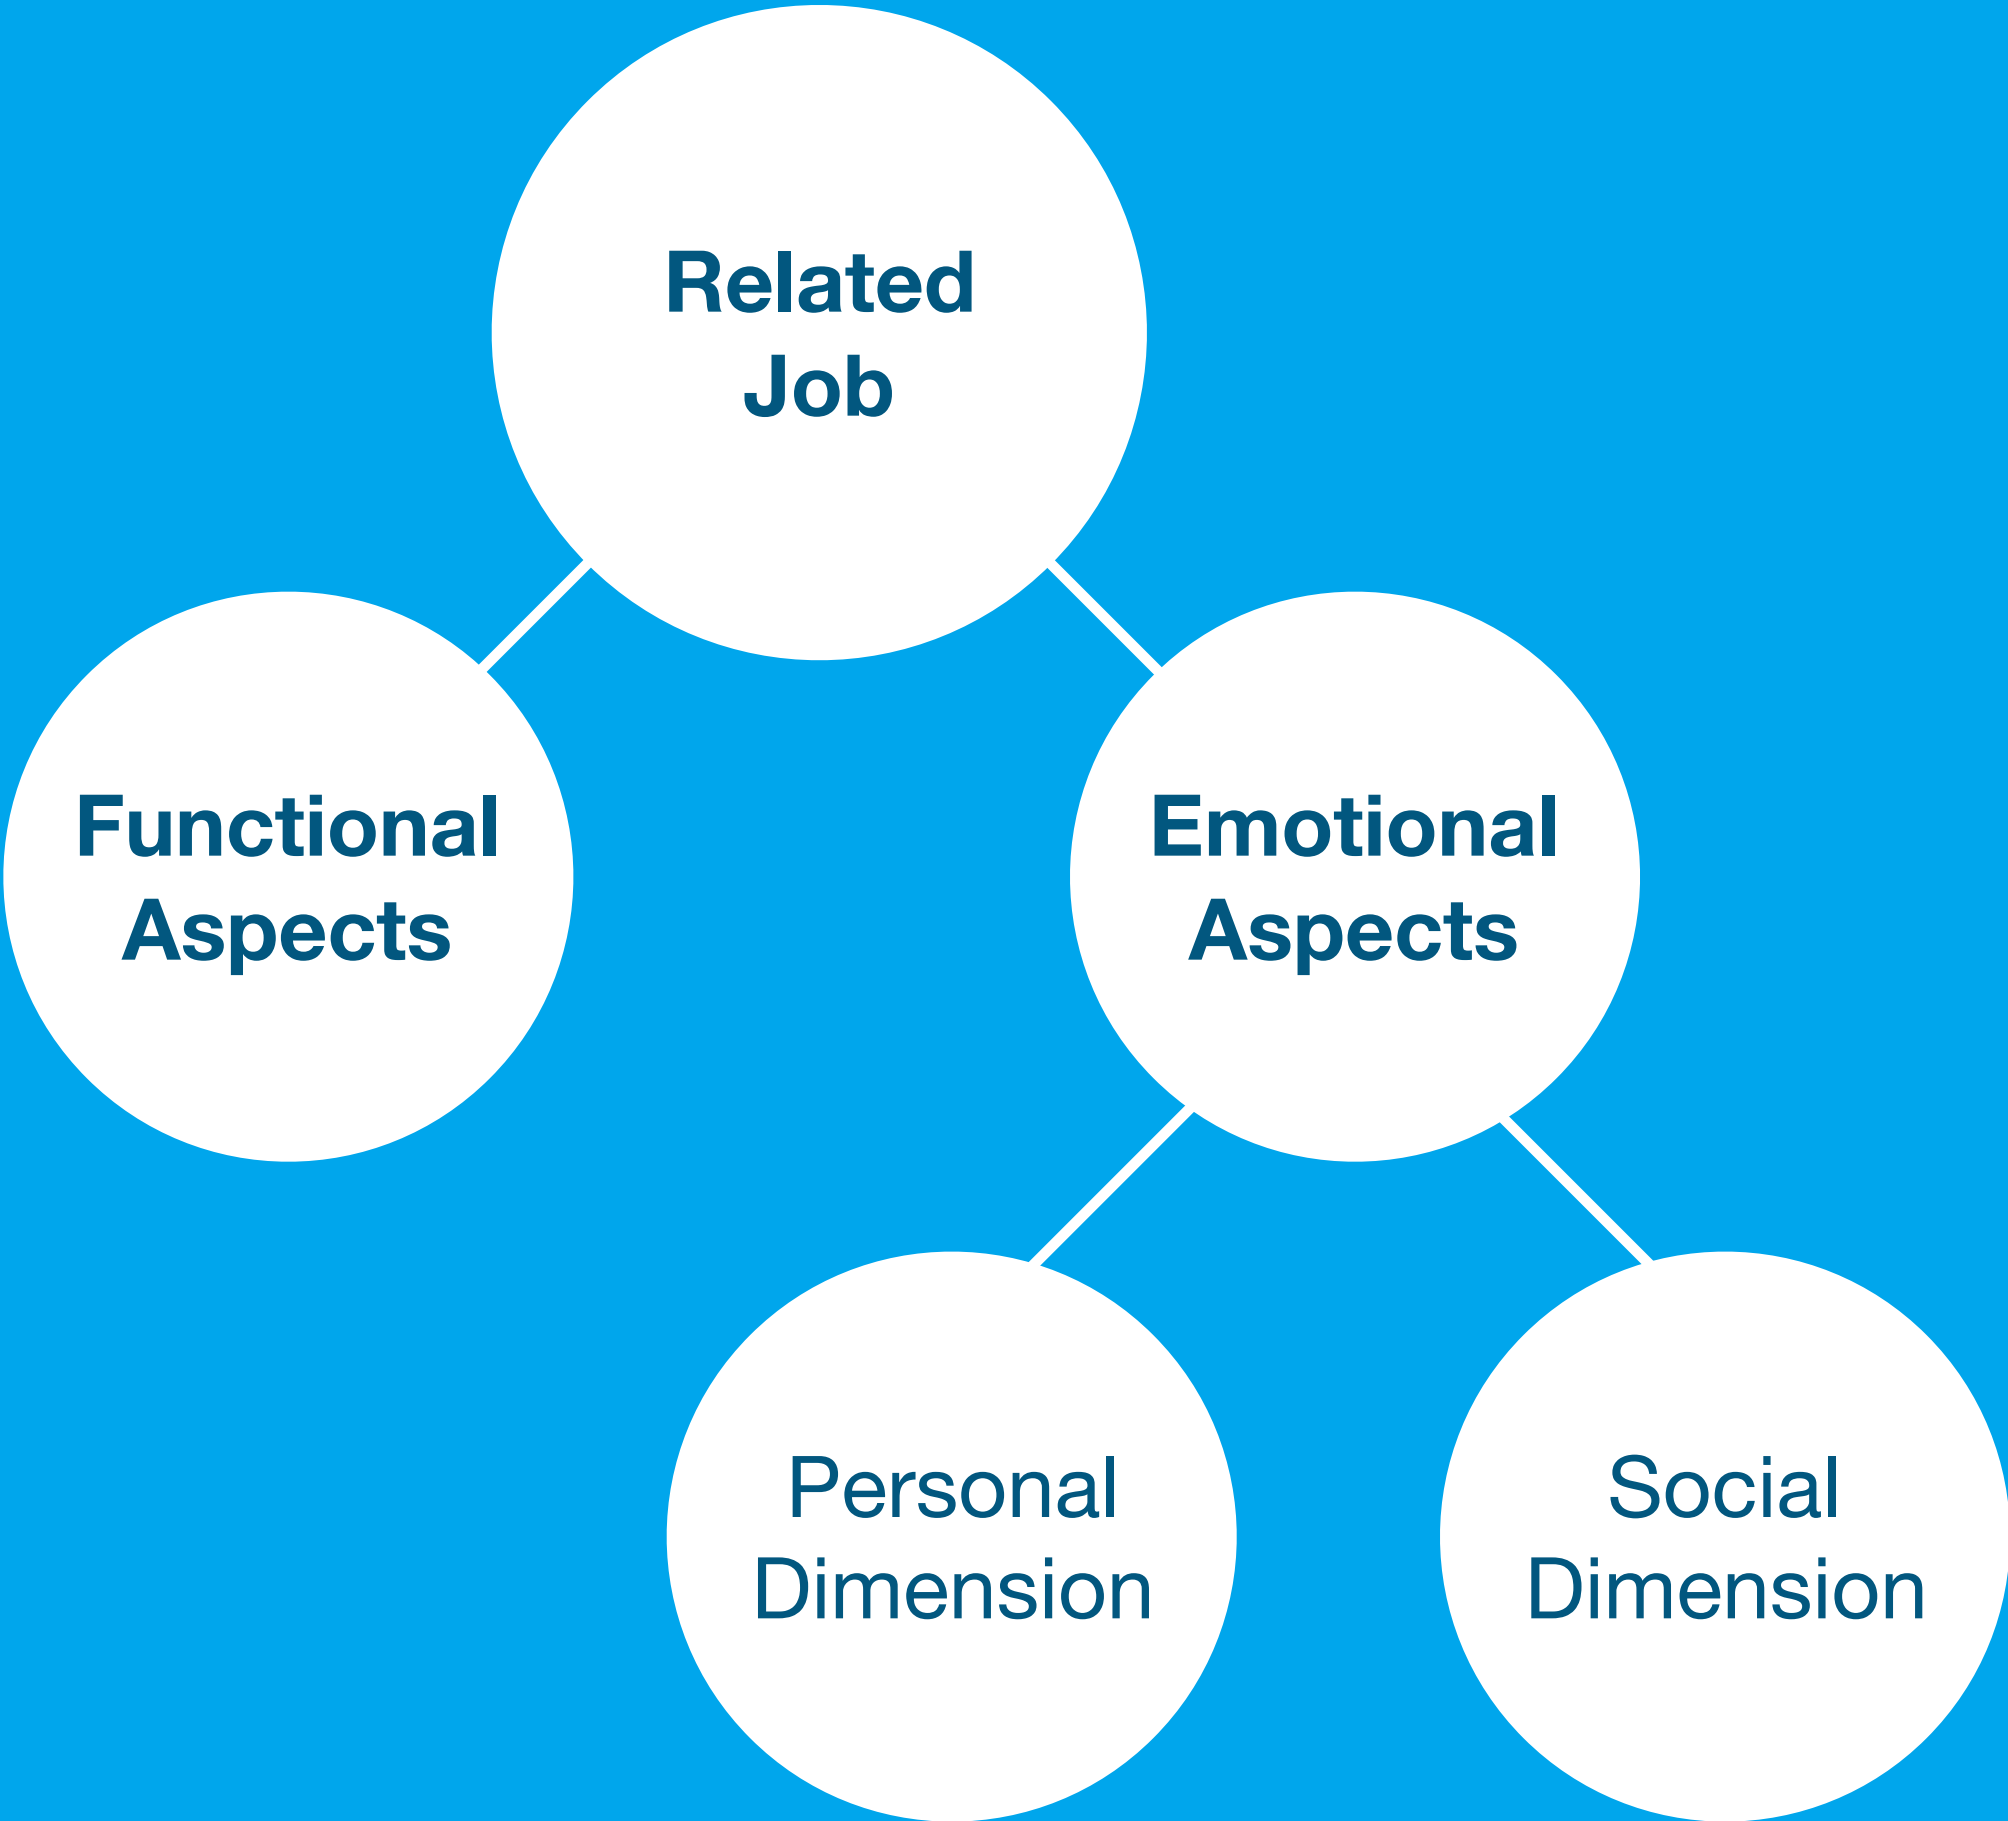 Related
Job
Functional
Aspects
Emotional
Aspects
Personal
Dimension
Social
Dimension